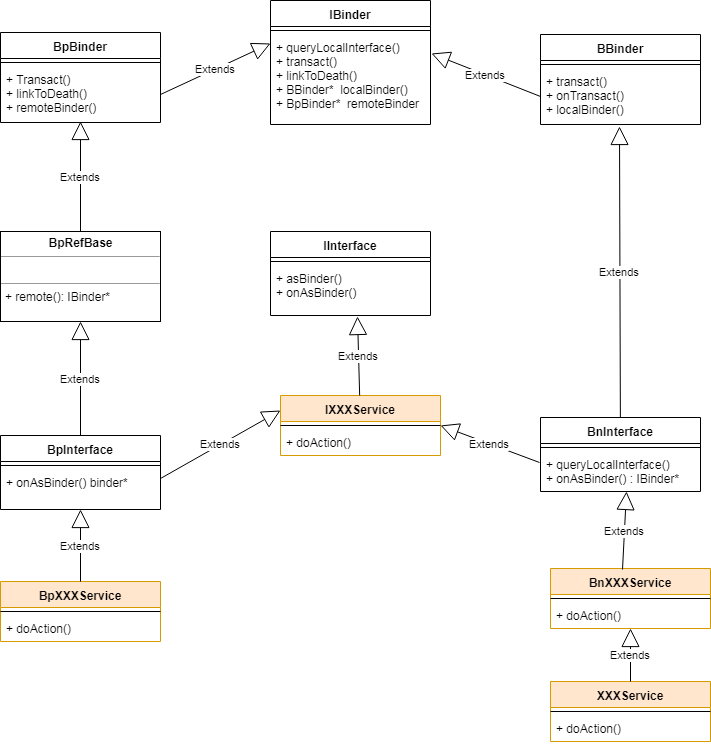 IBinder
+ queryLocalInterface()
+ transact()
+ linkToDeath()
+ BBinder*  localBinder()
+ BpBinder*  remoteBinder
BpBinder
+ Transact()
+ linkToDeath()
+ remoteBinder()
Extends
Extends
BBinder
+ transact()
+ onTransact()
+ localBinder()
Extends
BpRefBase
+ remote(): IBinder*
IInterface
+ asBinder()
+ onAsBinder()
Extends
Extends
Extends
IXXXService
+ doAction()
BpInterface
+ onAsBinder() binder*
Extends
Extends
BnInterface
+ queryLocalInterface()
+ onAsBinder() : IBinder*
Extends
Extends
BpXXXService
+ doAction()
BnXXXService
+ doAction()
Extends
XXXService
+ doAction()